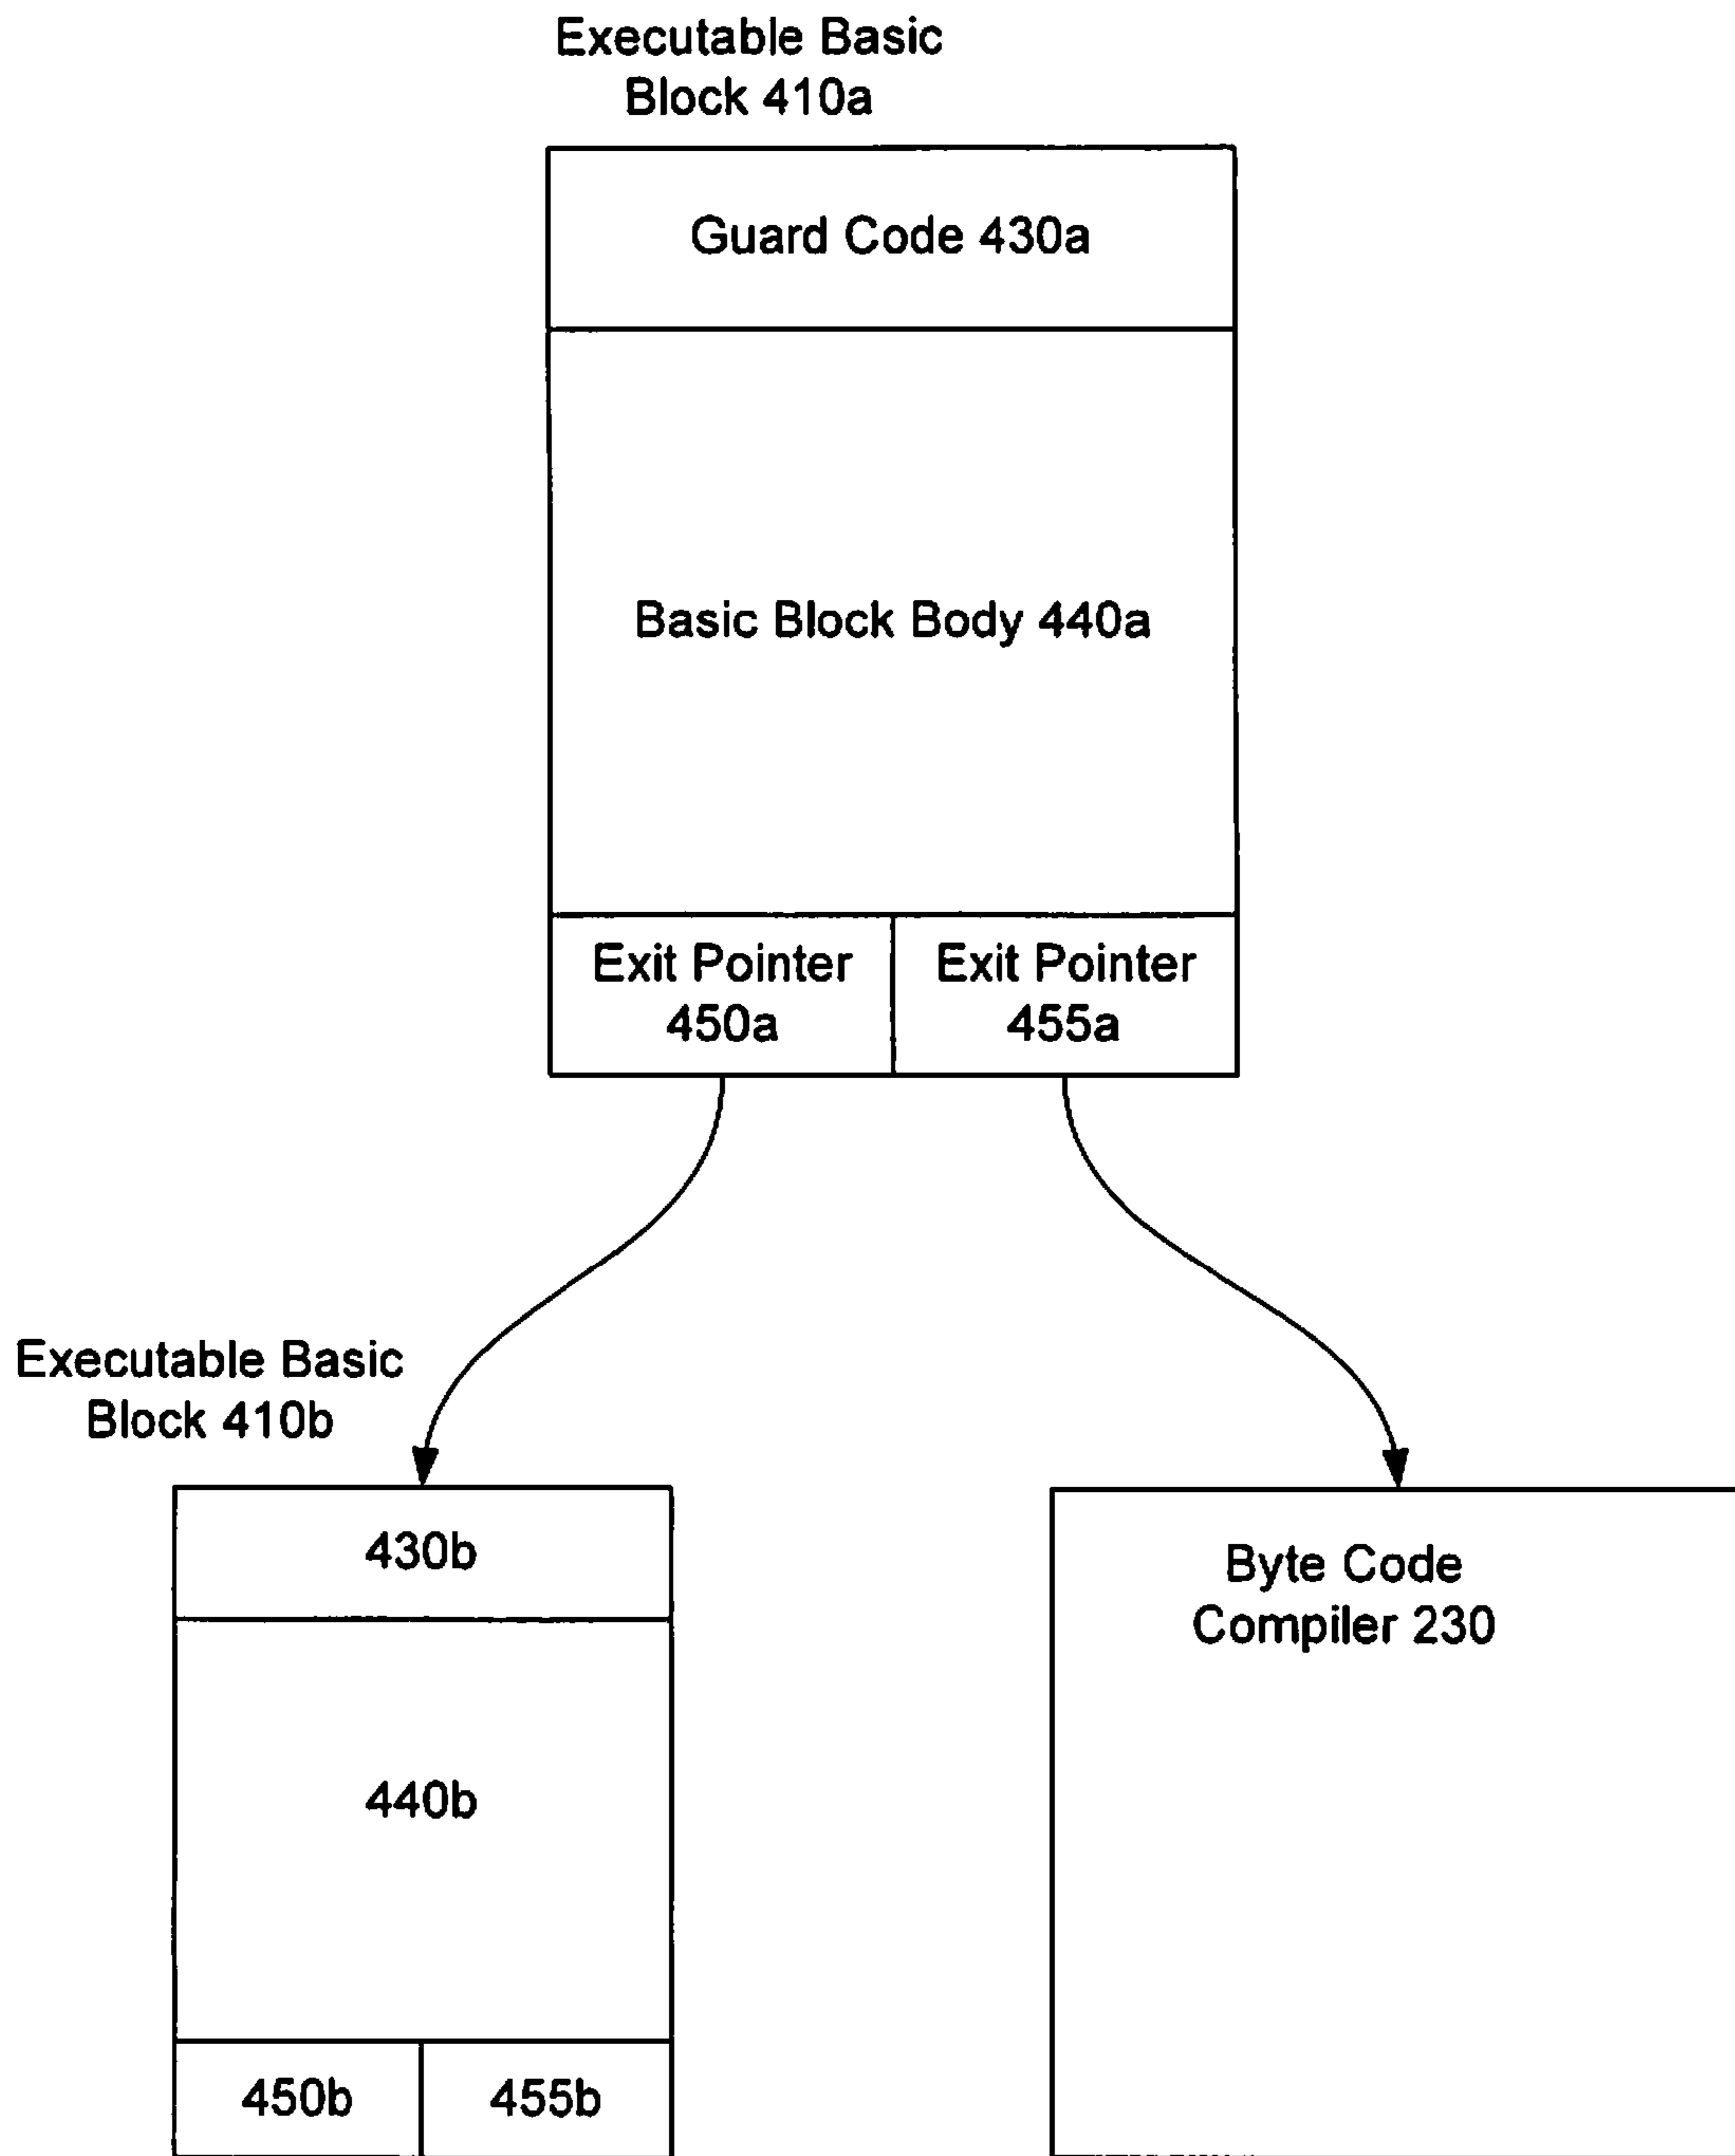 Executable Basic
Block 410a
Guard Code 430a
Basic Block Body 440a
Exit Pointer
450a
Exit Pointer
455a
Executable Basic
Block 410b
430b
440b
450b
455b
Byte Code
Compiler 230